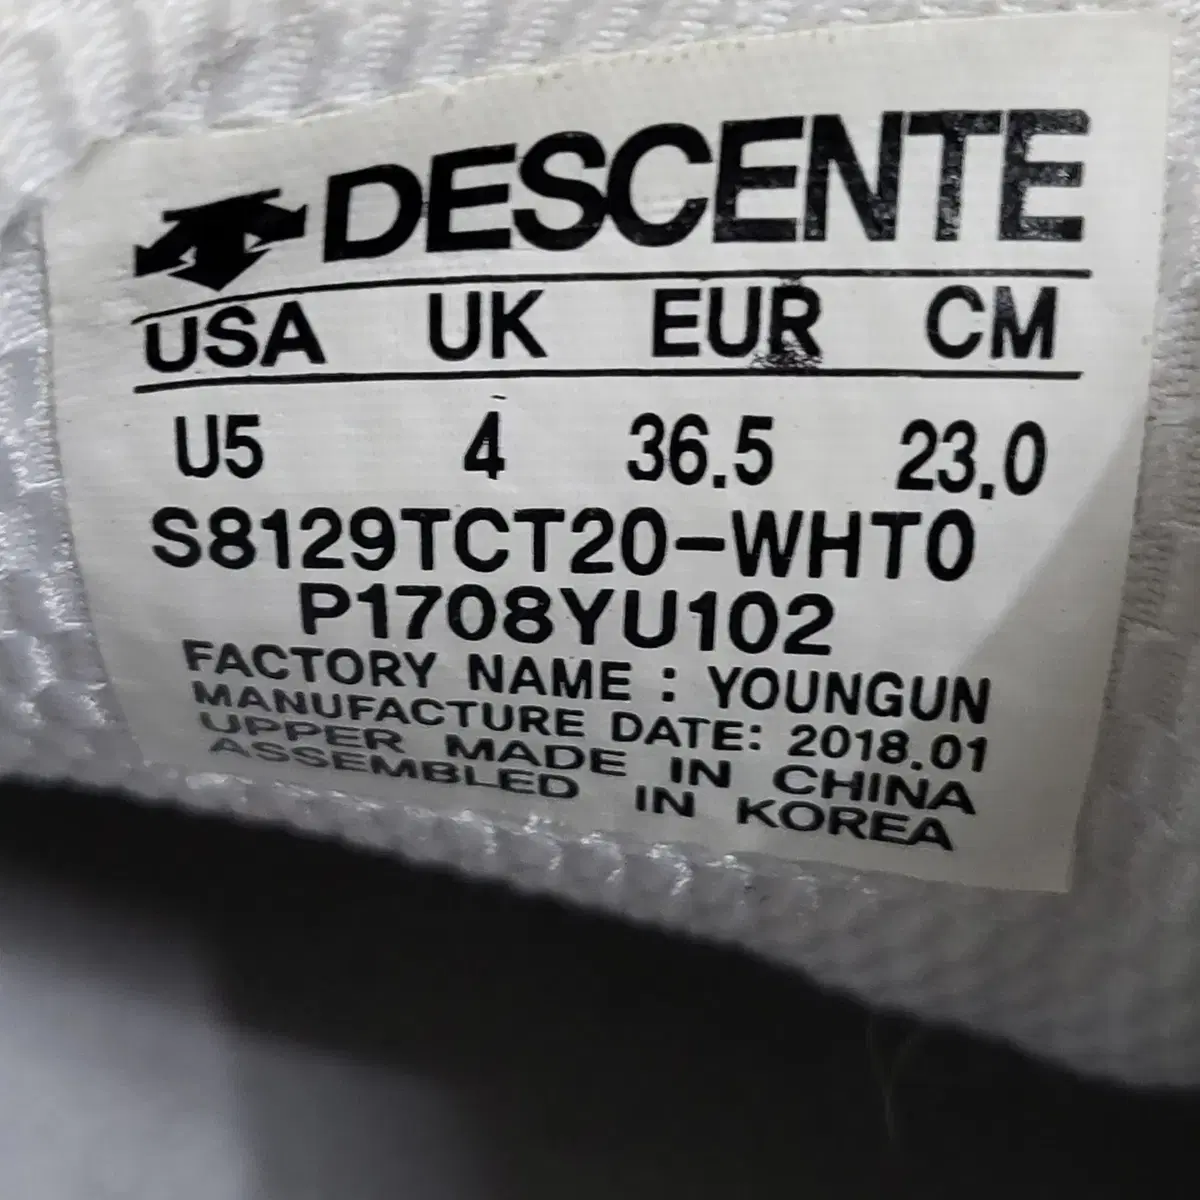 DESCENTE
USA UK EUR CM
U5 4 36.5 23.0
S8129TCT20-WHT0
P1708YU102
FACTORY NAME : YOUNGUN
MANUFACTURE DATE: 2018.01
UPPER MADE IN CHINA
ASSEMBLED IN KOREA